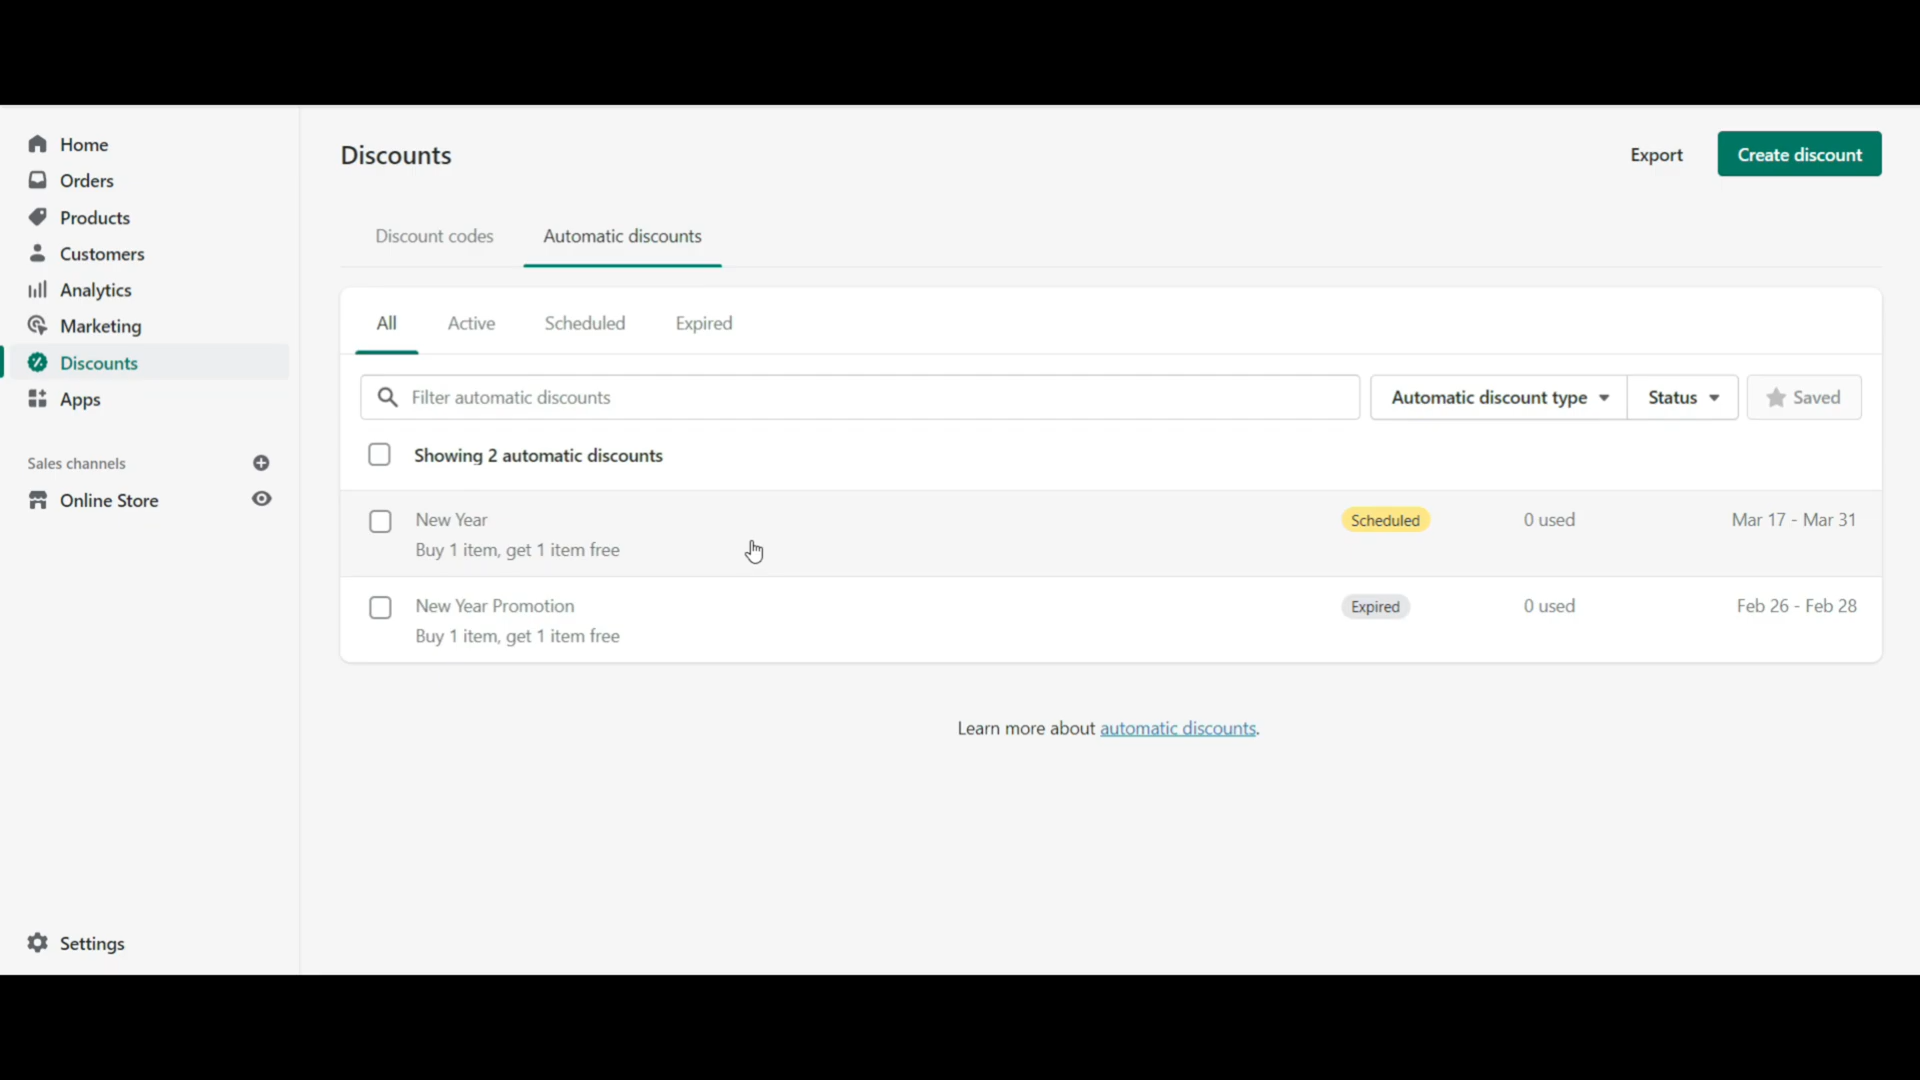 Home
Orders
Products
Customers
Analytics
Marketing
Discounts
Apps
Sales channels
Online Store
Settings
Discounts
Export
Create discount
Discount codes
Automatic discounts
All
Active
Scheduled
Expired
Filter automatic discounts
Automatic discount type
Status
Saved
Showing 2 automatic discounts
New Year
Buy 1 item, get 1 item free
Scheduled
0 used
Mar 17 - Mar 31
New Year Promotion
Buy 1 item, get 1 item free
Expired
0 used
Feb 26 - Feb 28
Learn more about automatic discounts.